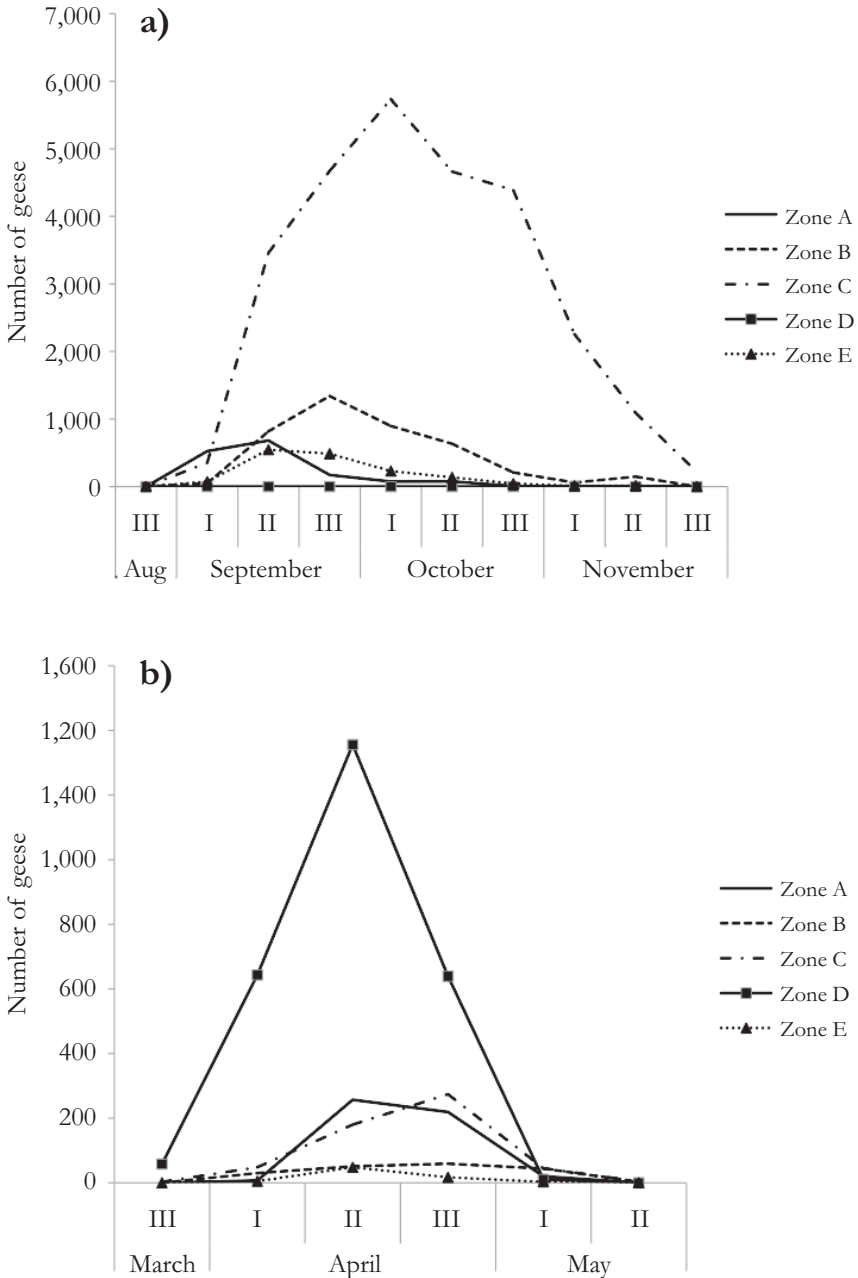 a)
7,000
6,000
5,000
4,000
3,000
2,000
1,000
0
Number of geese
III I II III I II III I II III
Aug September October November
Zone A
Zone B
Zone C
Zone D
Zone E
b)
1,600
1,200
1,400
1,000
800
600
400
200
0
Number of geese
III I II III I II
March April May
Zone A
Zone B
Zone C
Zone D
Zone E